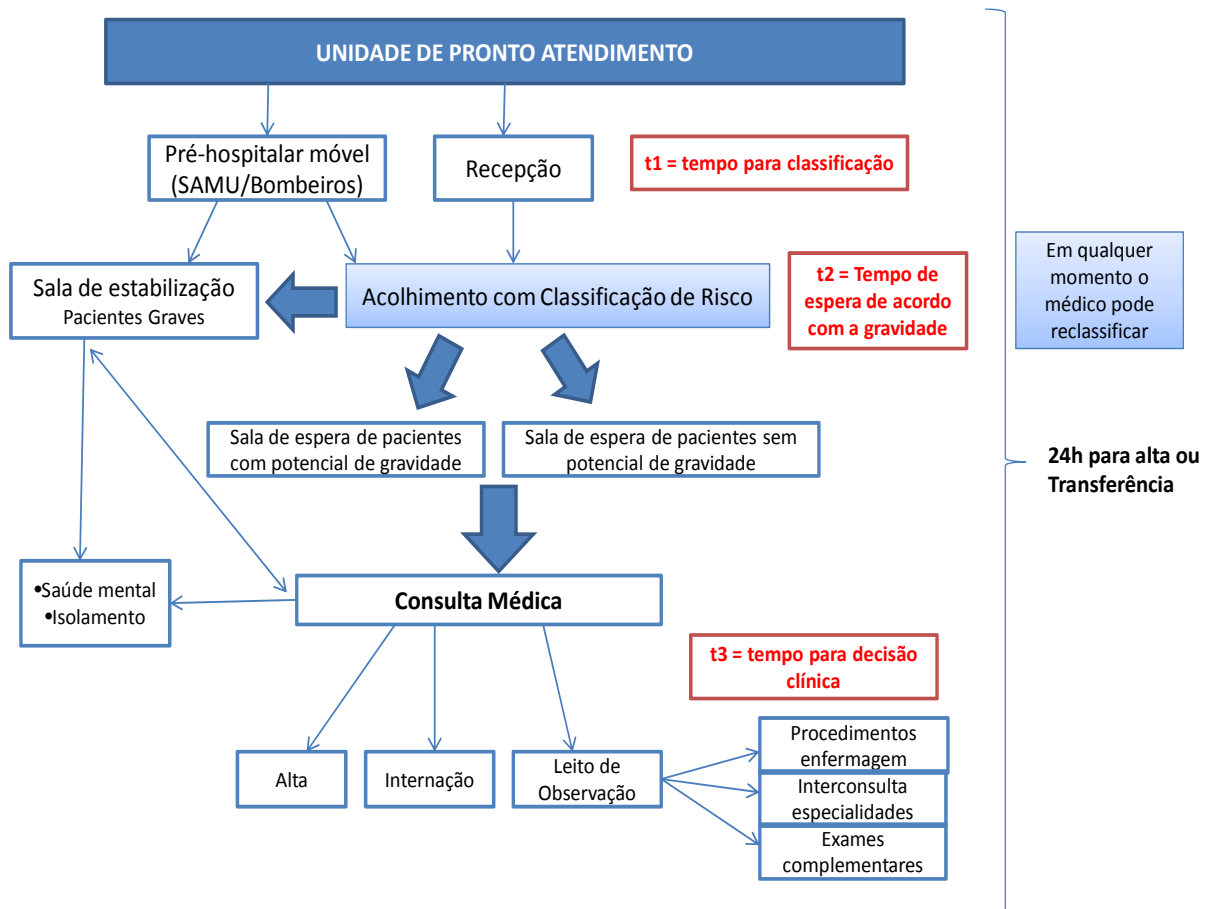 UNIDADE DE PRONTO ATENDIMENTO
Pré-hospitalar móvel
(SAMU/Bombeiros)
Recepção
t1 = tempo para classificação
Sala de estabilização
Pacientes Graves
Acolhimento com Classificação de Risco
t2 = Tempo de
espera de acordo
com a gravidade
Em qualquer
momento o
médico pode
reclassificar
Sala de espera de pacientes
com potencial de gravidade
Sala de espera de pacientes sem
potencial de gravidade
24h para alta ou
Transferência
•Saúde mental
•Isolamento
Consulta Médica
t3 = tempo para decisão
clínica
Alta
Internação
Leito de
Observação
Procedimentos
enfermagem
Interconsulta
especialidades
Exames
complementares